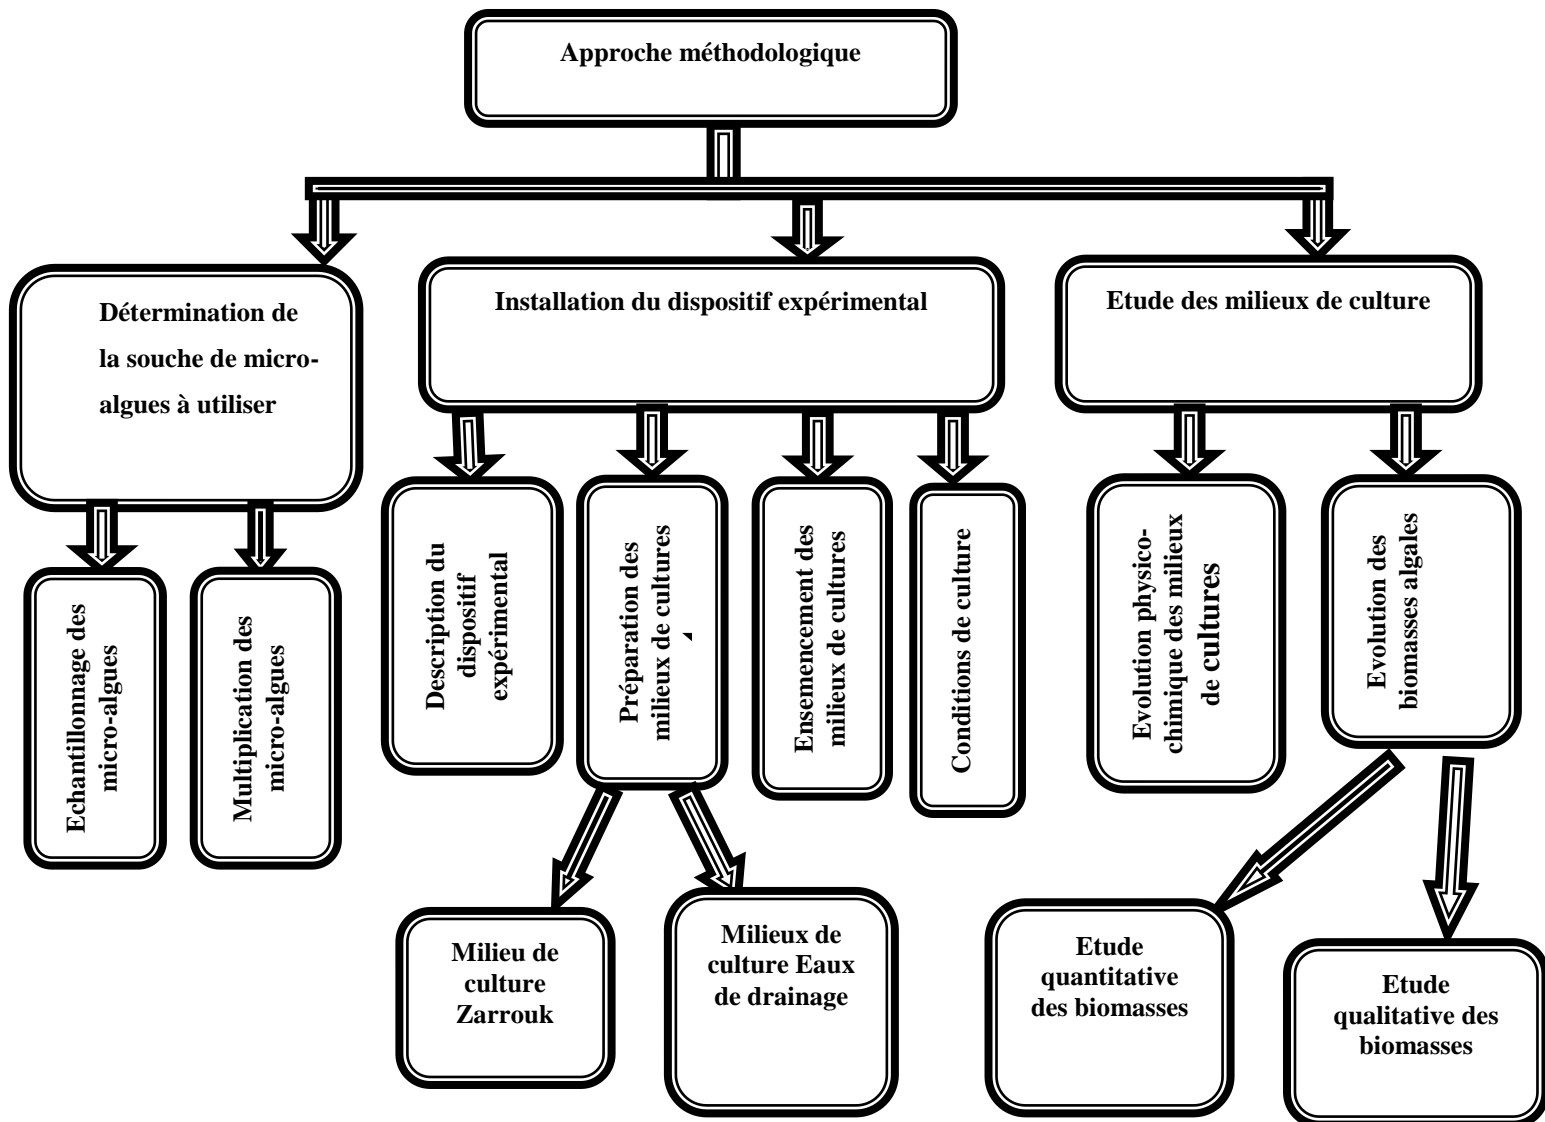 Approche méthodologique
Détermination de
la souche de micro-
algues à utiliser
Installation du dispositif expérimental
Etude des milieux de culture
Echantillonnage des
micro-algues
Multiplication des
micro-algues
Description du
dispositif
expérimental
Préparation des
milieux de cultures
Ensemencement des
milieux de cultures
Conditions de culture
Evolution physico-
chimique des milieux
de cultures
Evolution des
biomasses algales
Milieu de
culture
Zarrouk
Milieux de
culture Eaux
de drainage
Etude
quantitative
des biomasses
Etude
qualitative des
biomasses